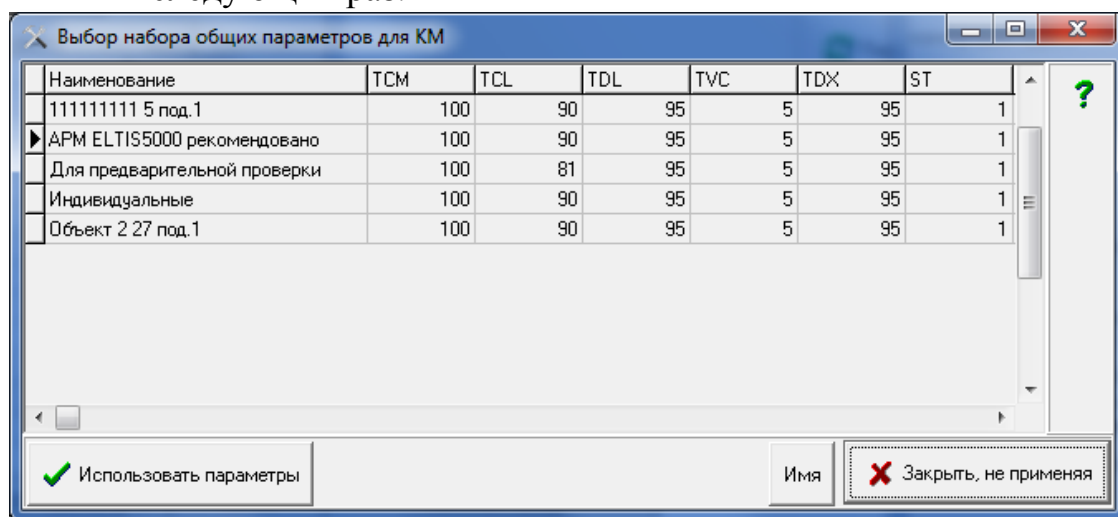 Выбор набора общих параметров для КМ
Наименование TCM TCL TDL TVC TDX ST
111111111 5 под.1 100 90 95 5 95 1
АРМ ELTIS5000 рекомендовано 100 90 95 5 95 1
Для предварительной проверки 100 81 95 5 95 1
Индивидуальные 100 90 95 5 95 1
Объект 2 27 под.1 100 90 95 5 95 1
?
Использовать параметры Имя Закрыть, не применяя